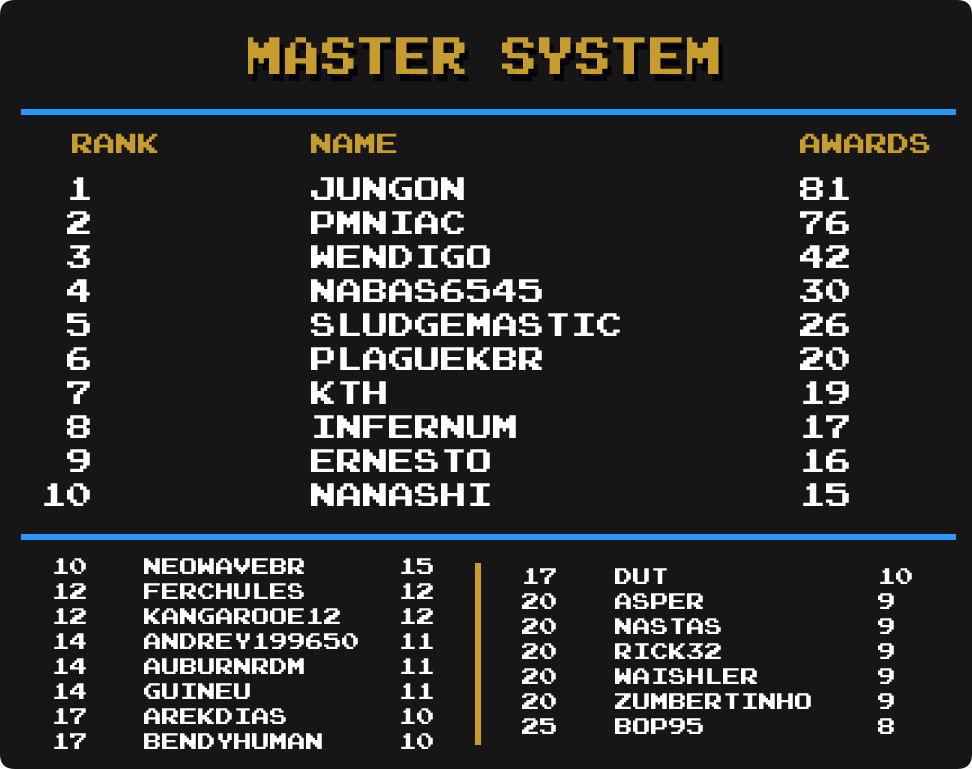 MASTER SYSTEM
RANK NAME AWARDS
1 JUNGON 81
2 PMNIAC 76
3 WENDIGO 42
4 NABAS6545 30
5 SLUDGEMASTIC 26
6 PLAGUEKBR 20
7 KTH 19
8 INFERNUM 17
9 ERNESTO 16
10 NANASHI 15
10 NEOWAVEBR 15
12 FERCHULES 12
12 KANGAROOE12 12
14 ANDREY199650 11
14 AUBURNRDM 11
14 GUINEU 11
17 AREKDIAS 10
17 BENDYHUMAN 10
17 DUT 10
20 ASPER 9
20 NASTAS 9
20 RICK32 9
20 WAISHLER 9
20 ZUMBERTINHO 9
25 BOP95 8